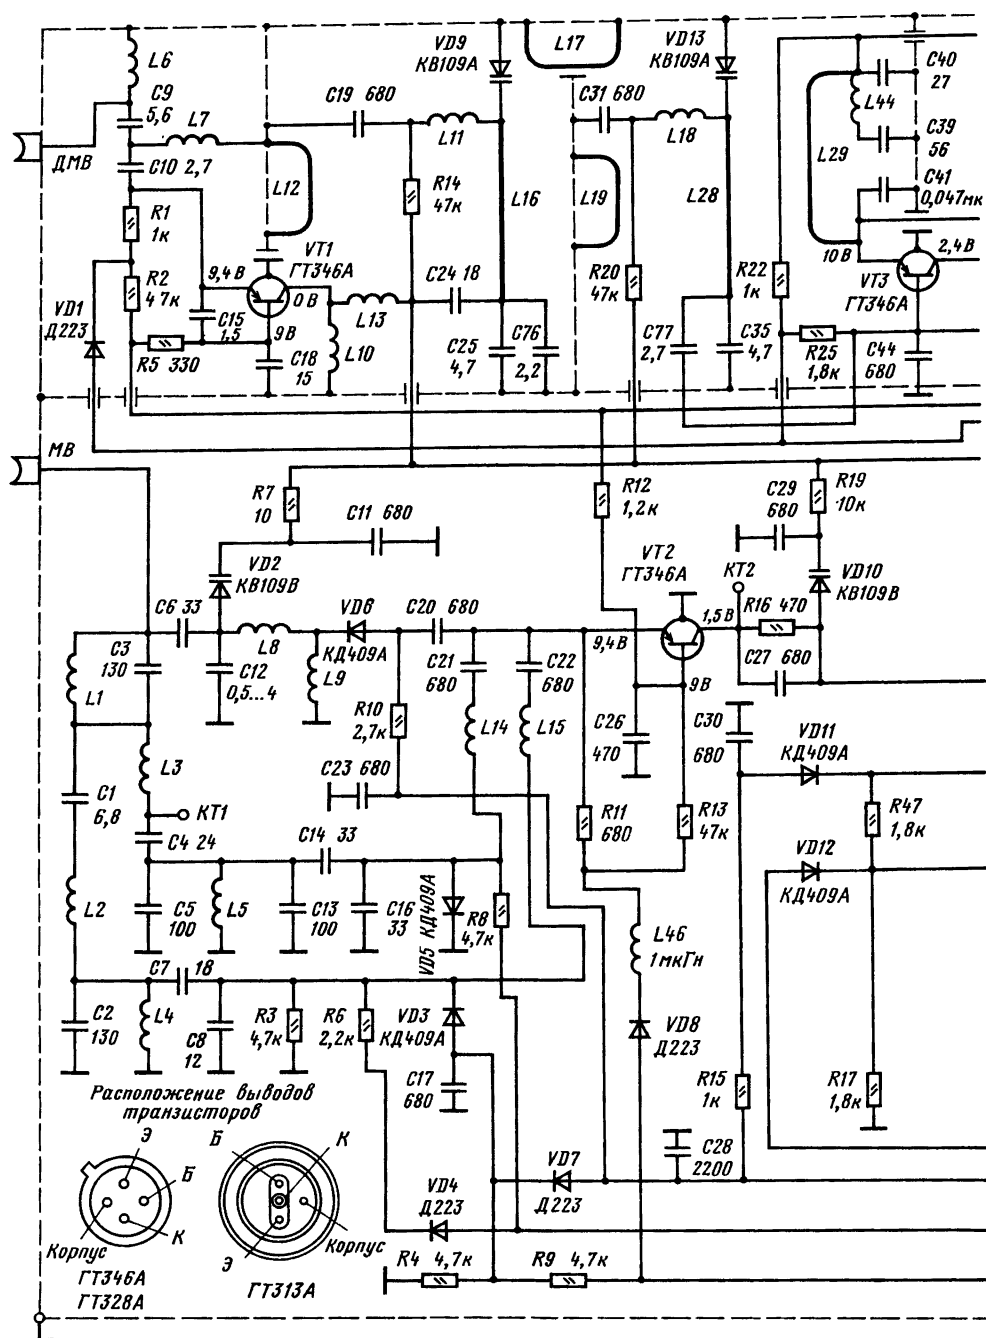 L6
C9
5,6
L7
ДМВ
C10 2,7
R1
1к
R2
47к
VD1
Д223
R5 330
C15
1,5
9,4 В
VT1
ГТ346А
0 В
9 В
C18
15
L12
C19 680
L11
R14
47к
L13
L10
C24 18
C25
4,7
C76
2,2
VD9
КВ109А
L16
L17
C31 680
L18
L19
R20
47к
VD13
КВ109А
L28
C77
2,7
C35
4,7
R22
1к
R25
1,8к
L29
L44
C40
27
C39
56
C41
0,047мк
10 В
VT3
ГТ346А
2,4 В
C44
680
МВ
R7
10
C11 680
VD2
КВ109В
C6 33
C3
130
L1
L8
C12
0,5...4
L9
VD6
КД409А
C20 680
C21
680
C22
680
L14
L15
R10
2,7к
C23 680
R12
1,2к
VT2
ГТ346А
9,4 В
1,5 В
9 В
КТ2
C29
680
R19
10к
VD10
КВ109В
R16 470
C27 680
C26
470
C30
680
VD11
КД409А
R47
1,8к
VD12
КД409А
R11
680
R13
47к
L3
КТ1
C1
6,8
C4 24
C14 33
L2
C5
100
L5
C13
100
C16
33
VD5 КД409А
R8
4,7к
L46
1мкГн
C7 18
C2
130
L4
C8
12
R3
4,7к
R6
2,2к
VD3
КД409А
C17
680
VD8
Д223
R15
1к
R17
1,8к
C28
2200
VD7
Д223
VD4
Д223
R4 4,7к
R9 4,7к
Расположение выводов
транзисторов
Э
Б
К
Корпус
ГТ346А
ГТ328А
Б
К
Э
Корпус
ГТ313А